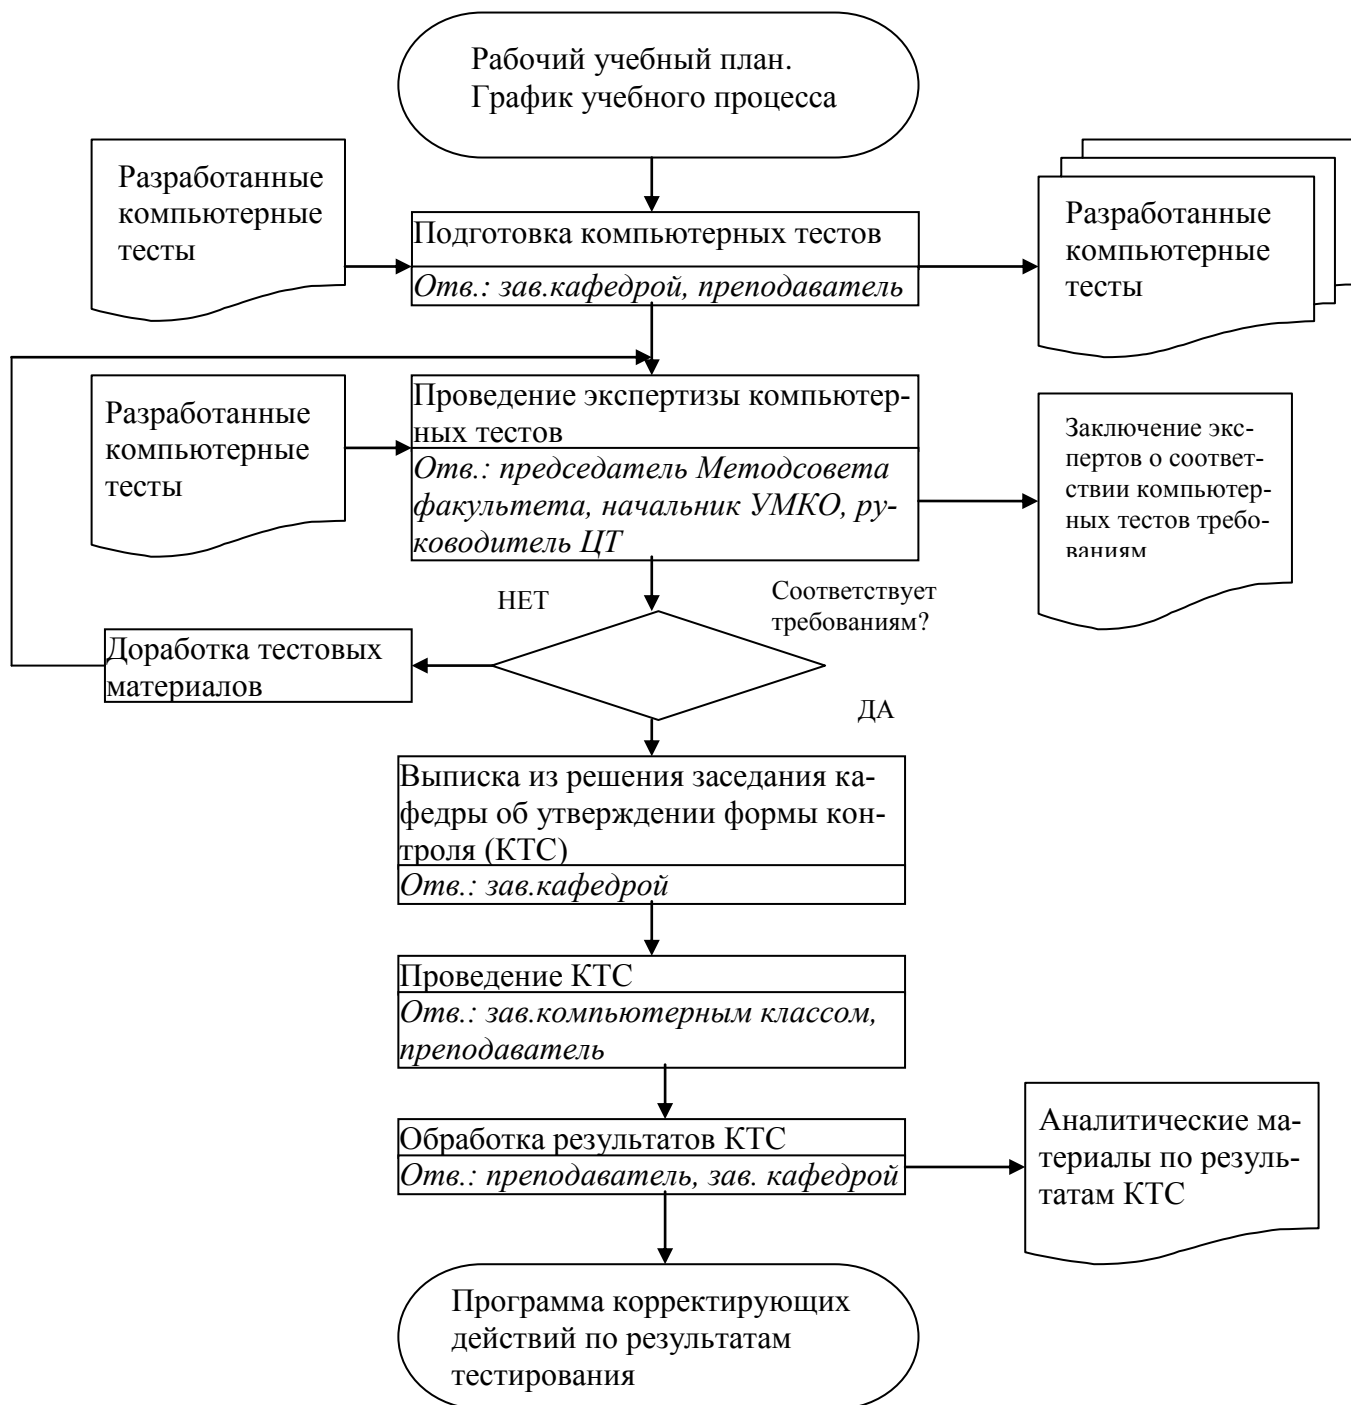 Рабочий учебный план.
График учебного процесса
Разработанные
компьютерные
тесты
Подготовка компьютерных тестов
Отв.: зав.кафедрой, преподаватель
Разработанные
компьютерные
тесты
Разработанные
компьютерные
тесты
Проведение экспертизы компьютер-
ных тестов
Отв.: председатель Методсовета
факультета, начальник УМКО, ру-
ководитель ЦТ
Заключение экс-
пертов о соответ-
ствии компьютер-
ных тестов требо-
ваниям
НЕТ
Соответствует
требованиям?
Доработка тестовых
материалов
ДА
Выписка из решения заседания ка-
федры об утверждении формы кон-
троля (КТС)
Отв.: зав.кафедрой
Проведение КТС
Отв.: зав.компьютерным классом,
преподаватель
Обработка результатов КТС
Отв.: преподаватель, зав. кафедрой
Аналитические ма-
териалы по резуль-
татам КТС
Программа корректирующих
действий по результатам
тестирования